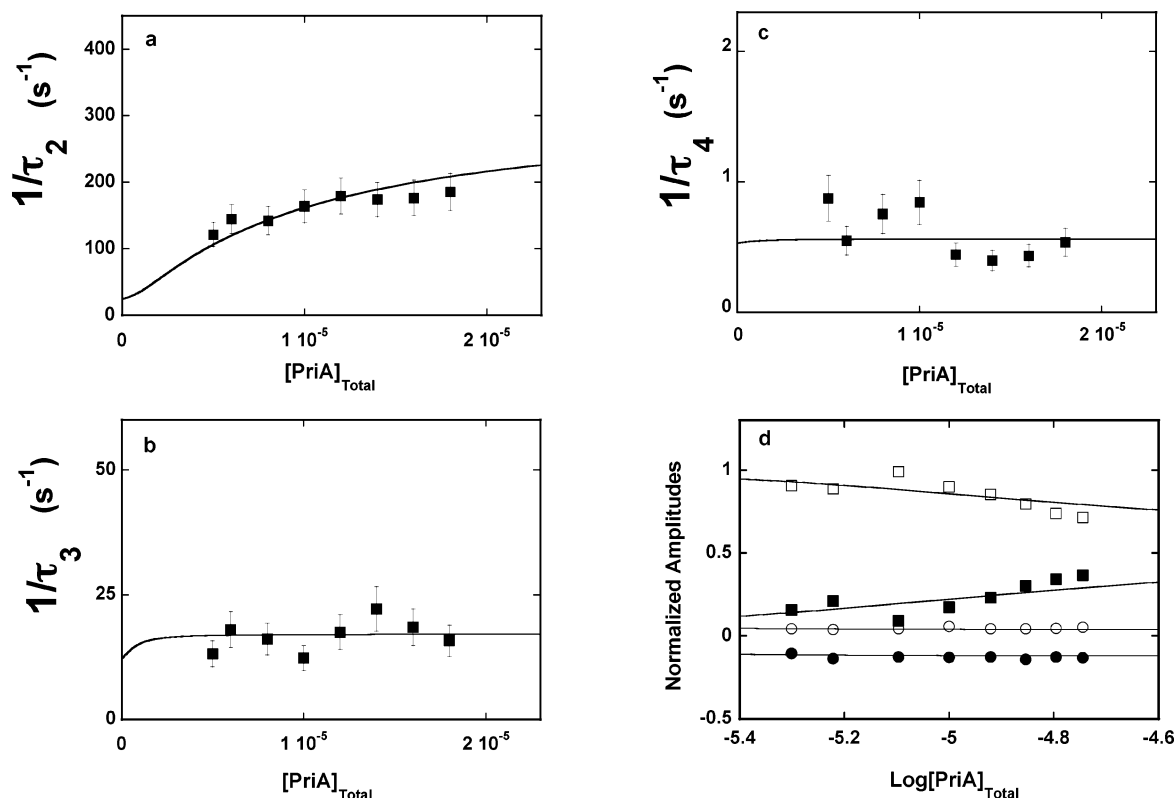 a
1/τ2 (s-1)
400
300
200
100
0
0
1 10-5
2 10-5
[PriA]Total
c
1/τ4 (s-1)
2
1
0
0
1 10-5
2 10-5
[PriA]Total
b
1/τ3 (s-1)
50
25
0
0
1 10-5
2 10-5
[PriA]Total
d
Normalized Amplitudes
1
0.5
0
-0.5
-5.4
-5.2
-5
-4.8
-4.6
Log[PriA]Total